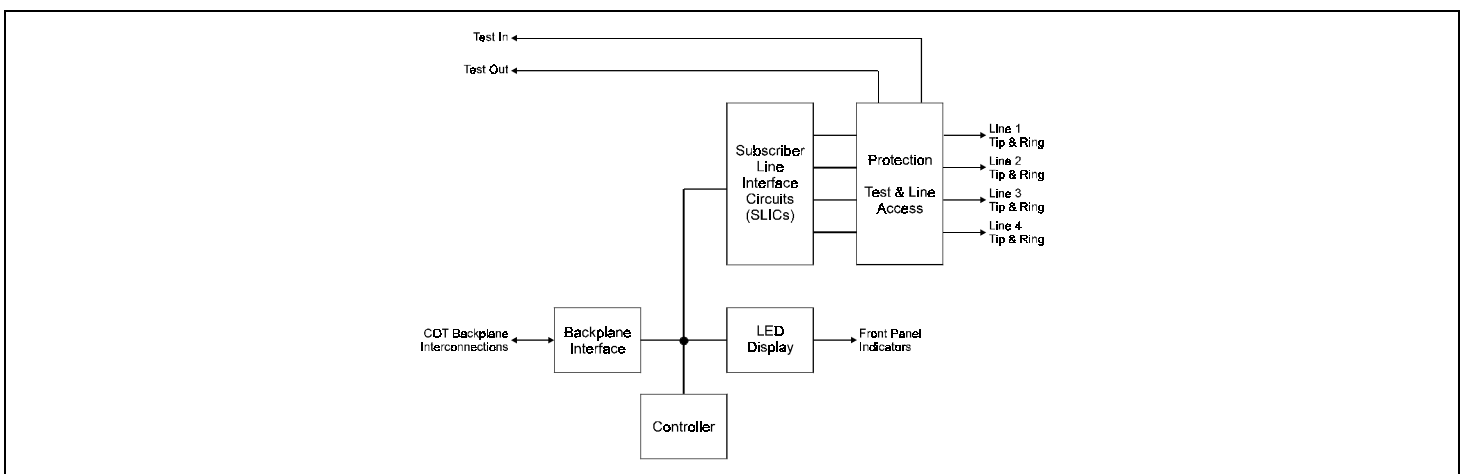 Test In
Test Out
Subscriber
Line
Interface
Circuits
(SLICs)
Protection
Test & Line
Access
Line 1
Tip & Ring
Line 2
Tip & Ring
Line 3
Tip & Ring
Line 4
Tip & Ring
COT Backplane
Interconnections
Backplane
Interface
LED
Display
Front Panel
Indicators
Controller